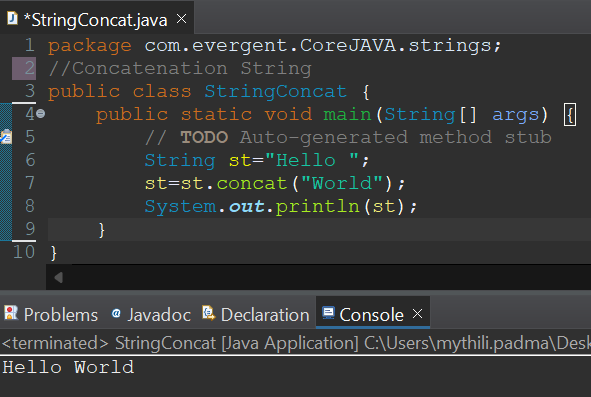 *StringConcat.java
1 package com.evergent.CoreJAVA.strings;
2 //Concatenation String
3 public class StringConcat {
4 public static void main(String[] args) {
5 // TODO Auto-generated method stub
6 String st="Hello ";
7 st=st.concat("World");
8 System.out.println(st);
9 }
10 }
Problems @ Javadoc Declaration Console
<terminated> StringConcat [Java Application] C:\Users\mythili.padma\Desk
Hello World